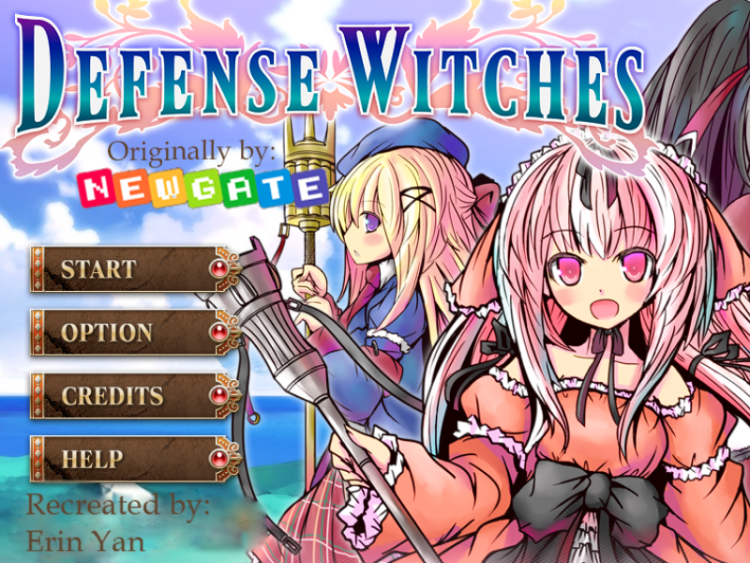 DEFENSE WITCHES
Originally by:
NEWGATE
START
OPTION
CREDITS
HELP
Recreated by:
Erin Yan